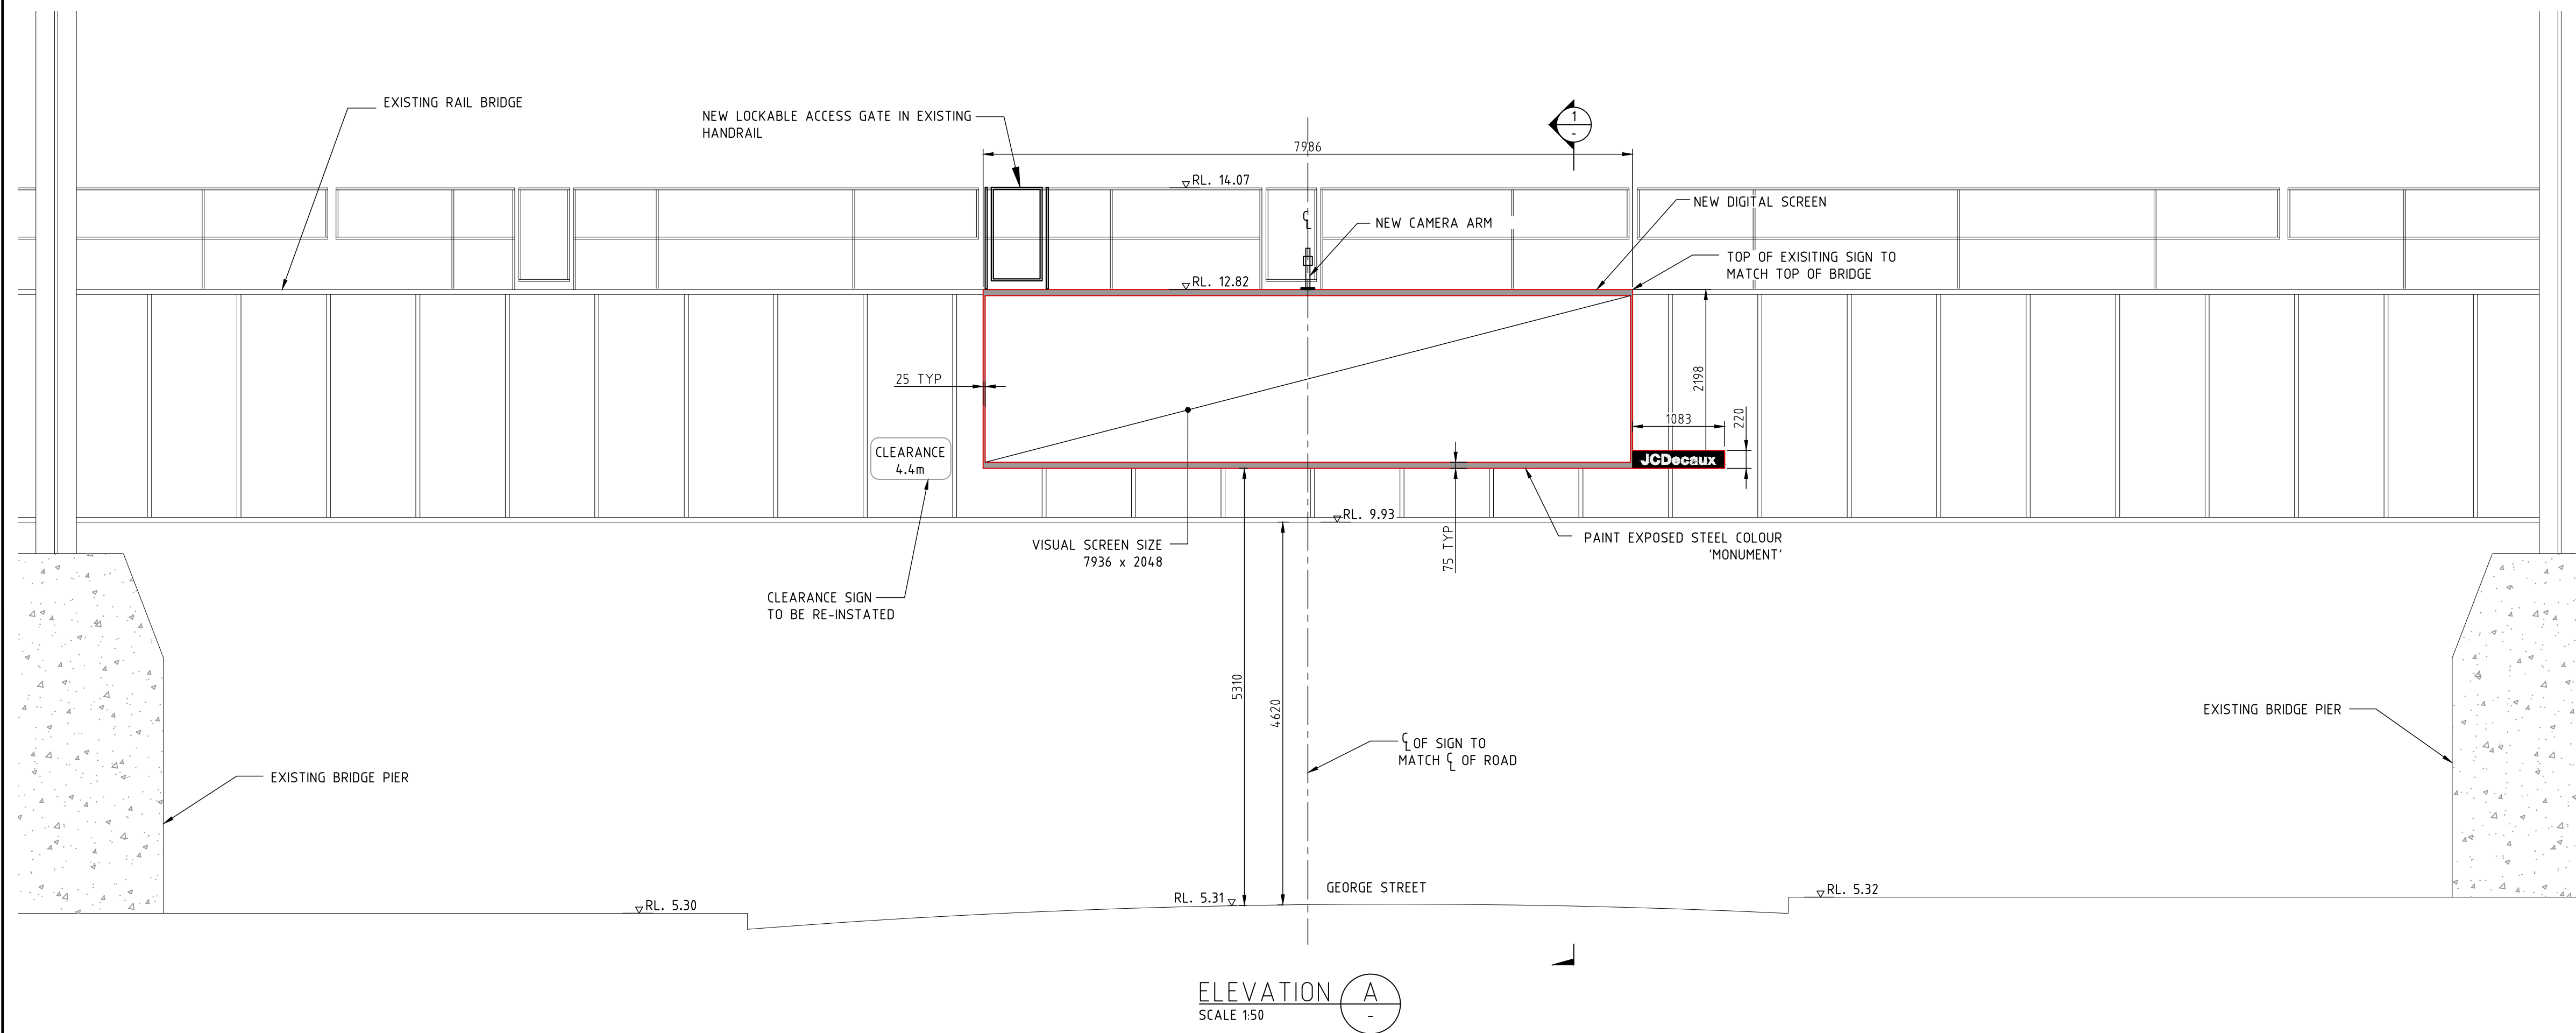 EXISTING RAIL BRIDGE
NEW LOCKABLE ACCESS GATE IN EXISTING
HANDRAIL
1
-
7986
RL. 14.07
NEW CAMERA ARM
NEW DIGITAL SCREEN
TOP OF EXISITING SIGN TO
MATCH TOP OF BRIDGE
RL. 12.82
25 TYP
2198
1083
220
CLEARANCE
4.4m
JCDecaux
RL. 9.93
VISUAL SCREEN SIZE
7936 x 2048
75 TYP
PAINT EXPOSED STEEL COLOUR
'MONUMENT'
CLEARANCE SIGN
TO BE RE-INSTATED
5310
4620
EXISTING BRIDGE PIER
℄ OF SIGN TO
MATCH ℄ OF ROAD
EXISTING BRIDGE PIER
RL. 5.30
RL. 5.31
GEORGE STREET
RL. 5.32
ELEVATION A
SCALE 1:50 -